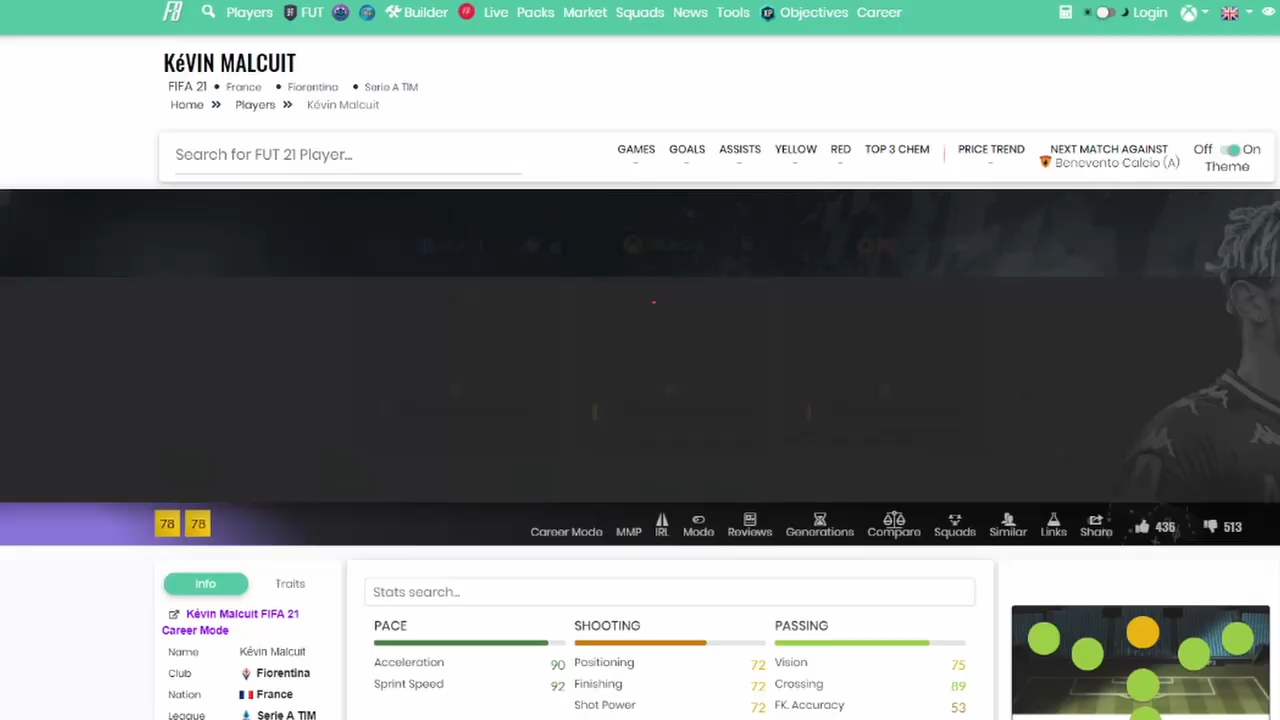 Players FUT Builder Live Packs Market Squads News Tools Objectives Career Login
KéVIN MALCUIT
FIFA 21 • France • Fiorentina • Serie A TIM
Home » Players » Kévin Malcuit
Search for FUT 21 Player...
GAMES GOALS ASSISTS YELLOW RED TOP 3 CHEM PRICE TREND NEXT MATCH AGAINST Off On
- - - - - - Benevento Calcio (A) Theme
78 78
Career Mode MMP IRL Mode Reviews Generations Compare Squads Similar Links Share 436 513
Info Traits
Stats search...
Kévin Malcuit FIFA 21
Career Mode
PACE SHOOTING PASSING
Name Kévin Malcuit
Acceleration 90 Positioning 72 Vision 75
Club Fiorentina
Sprint Speed 92 Finishing 72 Crossing 89
Nation France
Shot Power 72 FK. Accuracy 53
League Serie A TIM